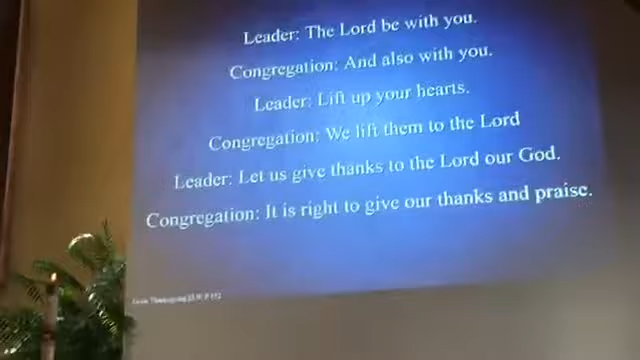 Leader: The Lord be with you.
Congregation: And also with you.
Leader: Lift up your hearts.
Congregation: We lift them to the Lord
Leader: Let us give thanks to the Lord our God.
Congregation: It is right to give our thanks and praise.